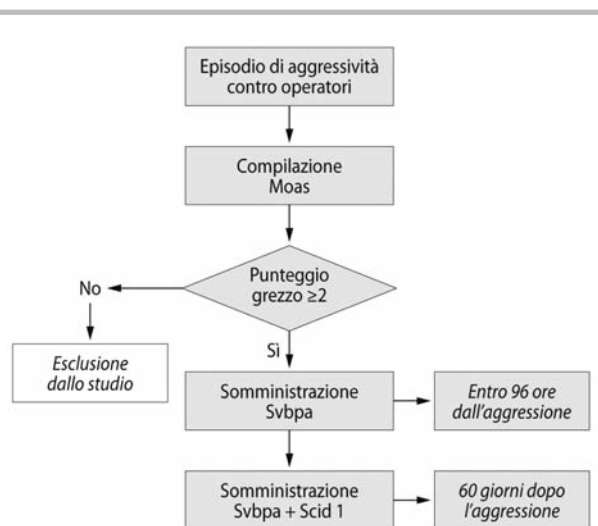 Episodio di aggressività
contro operatori
Compilazione
Moas
Punteggio
grezzo ≥2
No
Sì
Esclusione
dallo studio
Somministrazione
Svbpa
Entro 96 ore
dall'aggressione
Somministrazione
Svbpa + Scid 1
60 giorni dopo
l'aggressione